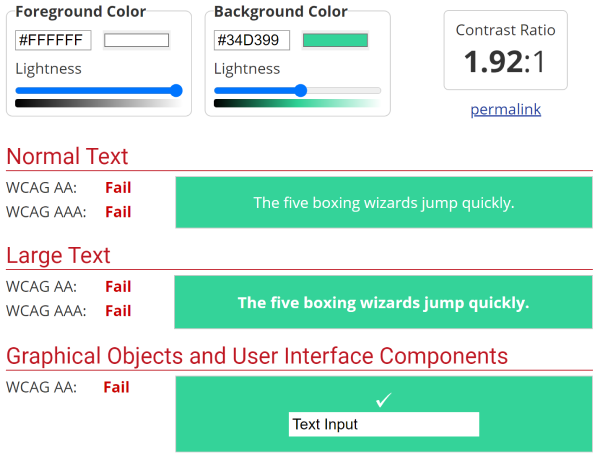 Foreground Color
#FFFFFF
Lightness
Background Color
#34D399
Lightness
Contrast Ratio
1.92:1
permalink
Normal Text
WCAG AA: Fail
WCAG AAA: Fail
The five boxing wizards jump quickly.
Large Text
WCAG AA: Fail
WCAG AAA: Fail
The five boxing wizards jump quickly.
Graphical Objects and User Interface Components
WCAG AA: Fail
✓
Text Input